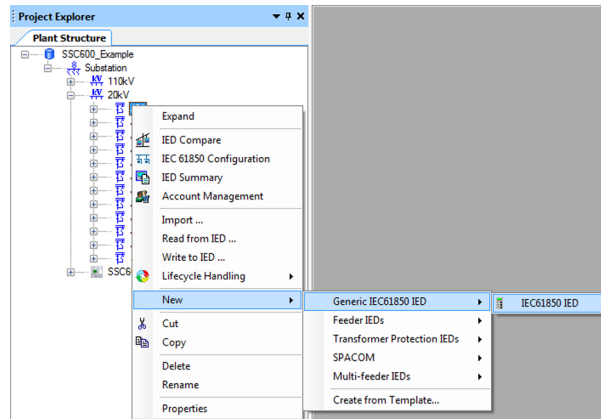 Project Explorer
Plant Structure
SSC600_Example
Substation
110kV
20kV
Expand
IED Compare
IEC 61850 Configuration
IED Summary
Account Management
Import ...
Read from IED ...
Write to IED ...
SSC6
Lifecycle Handling
New
Generic IEC61850 IED
IEC61850 IED
Cut
Feeder IEDs
Copy
Transformer Protection IEDs
SPACOM
Delete
Multi-feeder IEDs
Rename
Create from Template...
Properties